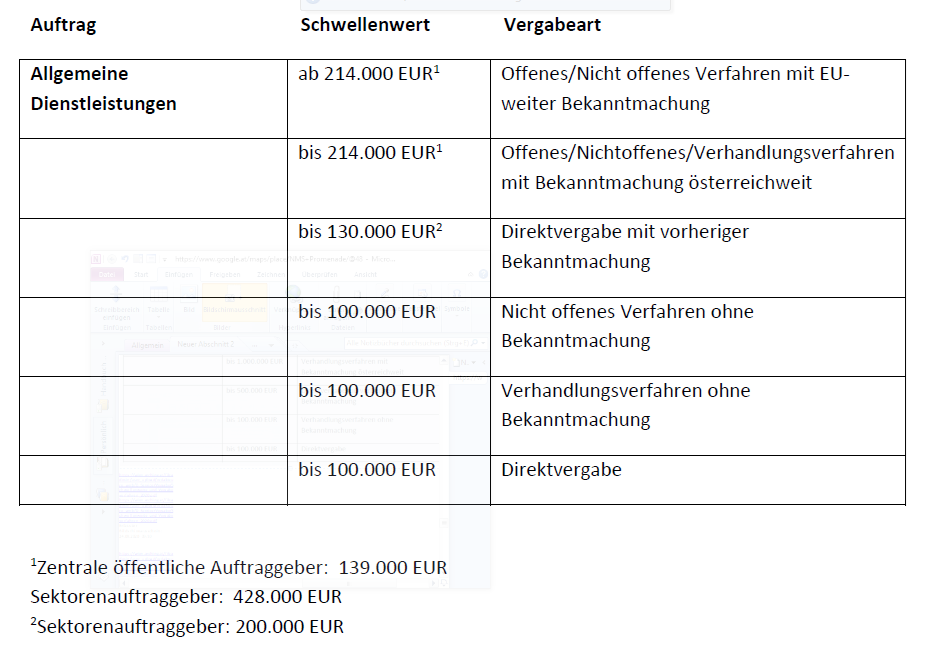 Auftrag Schwellenwert Vergabeart
Allgemeine ab 214.000 EUR¹ Offenes/Nicht offenes Verfahren mit EU-
Dienstleistungen weiter Bekanntmachung
bis 214.000 EUR¹ Offenes/Nichtoffenes/Verhandlungsverfahren
mit Bekanntmachung österreichweit
bis 130.000 EUR² Direktvergabe mit vorheriger
Bekanntmachung
bis 100.000 EUR Nicht offenes Verfahren ohne
Bekanntmachung
bis 100.000 EUR Verhandlungsverfahren ohne
Bekanntmachung
bis 100.000 EUR Direktvergabe
¹Zentrale öffentliche Auftraggeber: 139.000 EUR
Sektorenauftraggeber: 428.000 EUR
²Sektorenauftraggeber: 200.000 EUR